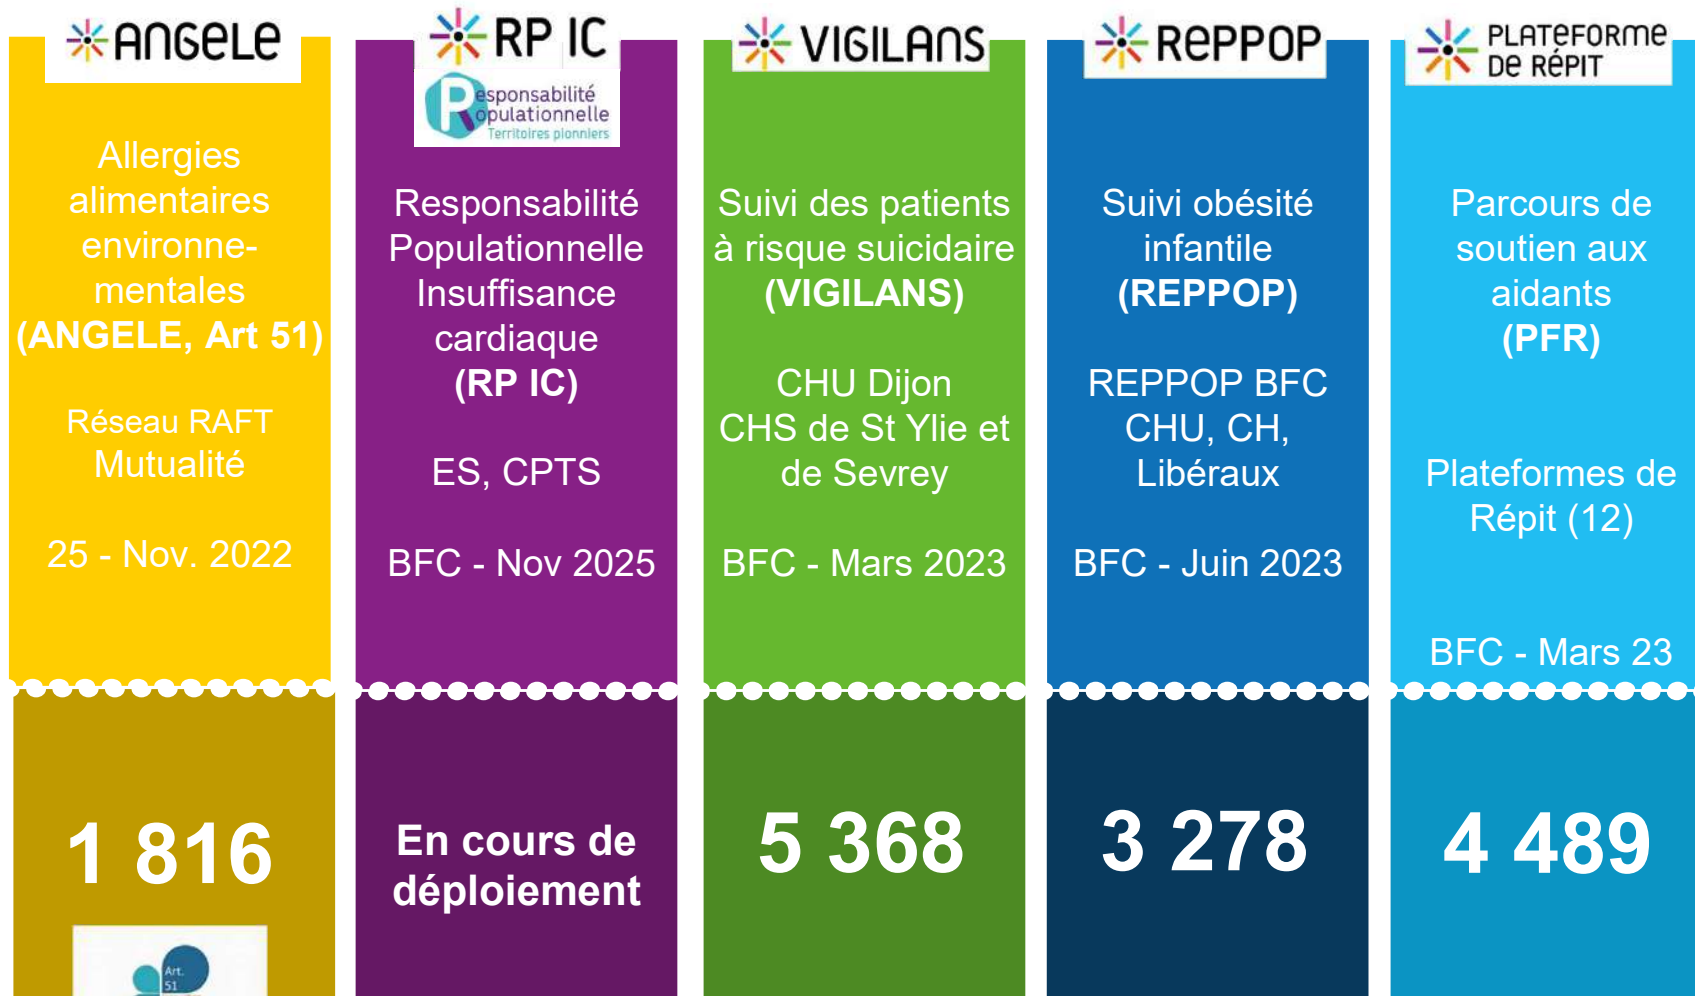 ANGELE
Allergies
alimentaires
environne-
mentales
(ANGELE, Art 51)
Réseau RAFT
Mutualité
25 - Nov. 2022
1 816
Art.
51
RP IC
Responsabilité
Populationnelle
Territoires pionniers
Responsabilité
Populationnelle
Insuffisance
cardiaque
(RP IC)
ES, CPTS
BFC - Nov 2025
En cours de
déploiement
VIGILANS
Suivi des patients
à risque suicidaire
(VIGILANS)
CHU Dijon
CHS de St Ylie et
de Sevrey
BFC - Mars 2023
5 368
REPPOP
Suivi obésité
infantile
(REPPOP)
REPPOP BFC
CHU, CH,
Libéraux
BFC - Juin 2023
3 278
PLATEFORME
DE RÉPIT
Parcours de
soutien aux
aidants
(PFR)
Plateformes de
Répit (12)
BFC - Mars 23
4 489